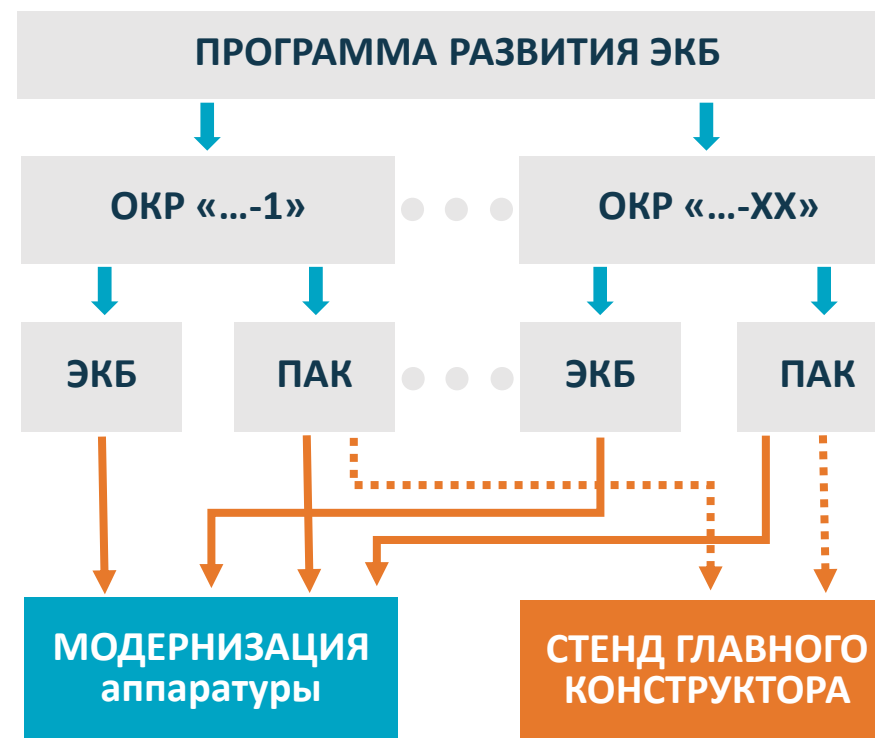 ПРОГРАММА РАЗВИТИЯ ЭКБ
ОКР «...-1»
ОКР «...-XX»
ЭКБ
ПАК
ЭКБ
ПАК
МОДЕРНИЗАЦИЯ
аппаратуры
СТЕНД ГЛАВНОГО
КОНСТРУКТОРА